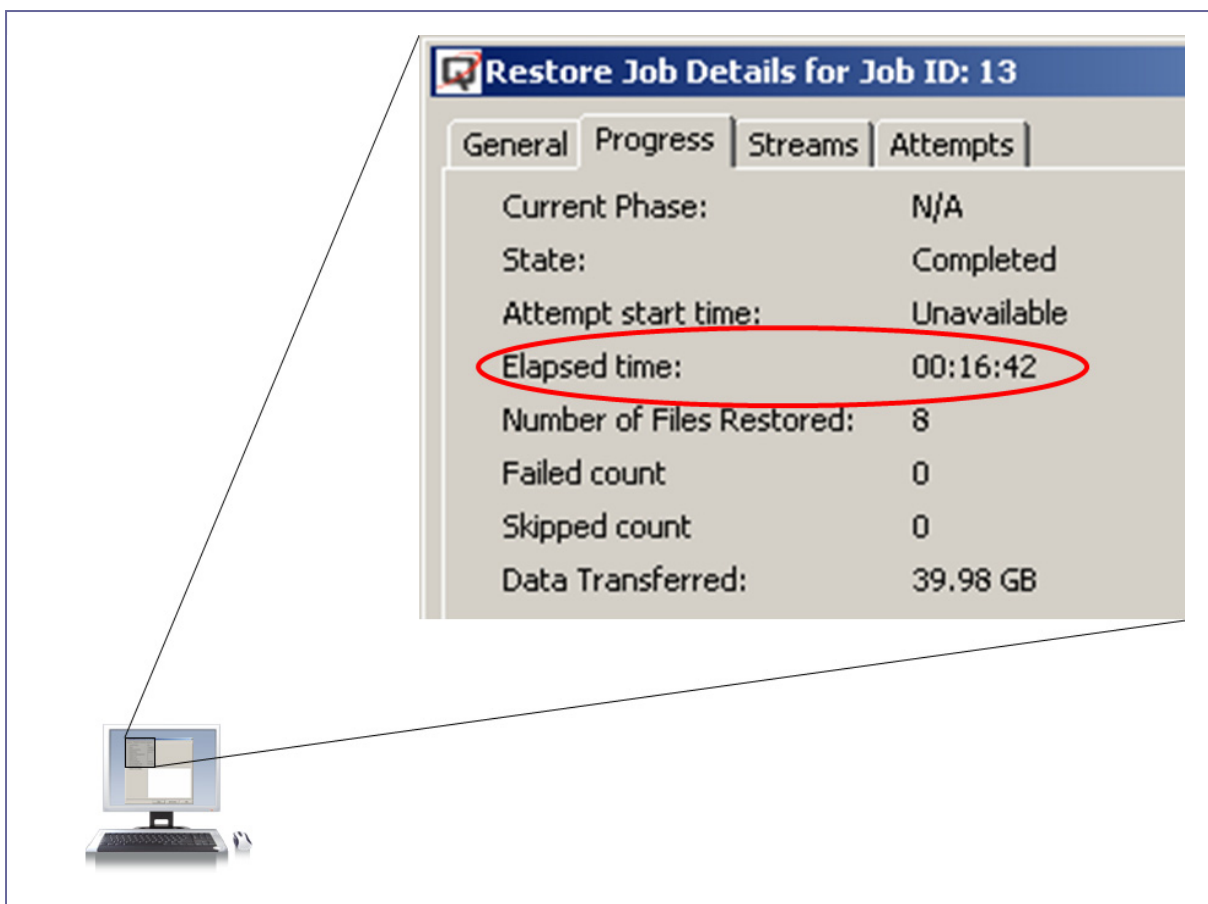 Restore Job Details for Job ID: 13
General Progress Streams Attempts
Current Phase: N/A
State: Completed
Attempt start time: Unavailable
Elapsed time: 00:16:42
Number of Files Restored: 8
Failed count 0
Skipped count 0
Data Transferred: 39.98 GB